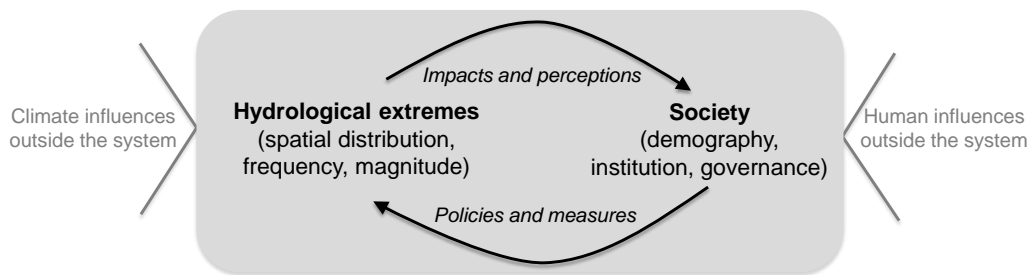 Impacts and perceptions
Climate influences
outside the system
Hydrological extremes
(spatial distribution,
frequency, magnitude)
Society
(demography,
institution, governance)
Human influences
outside the system
Policies and measures